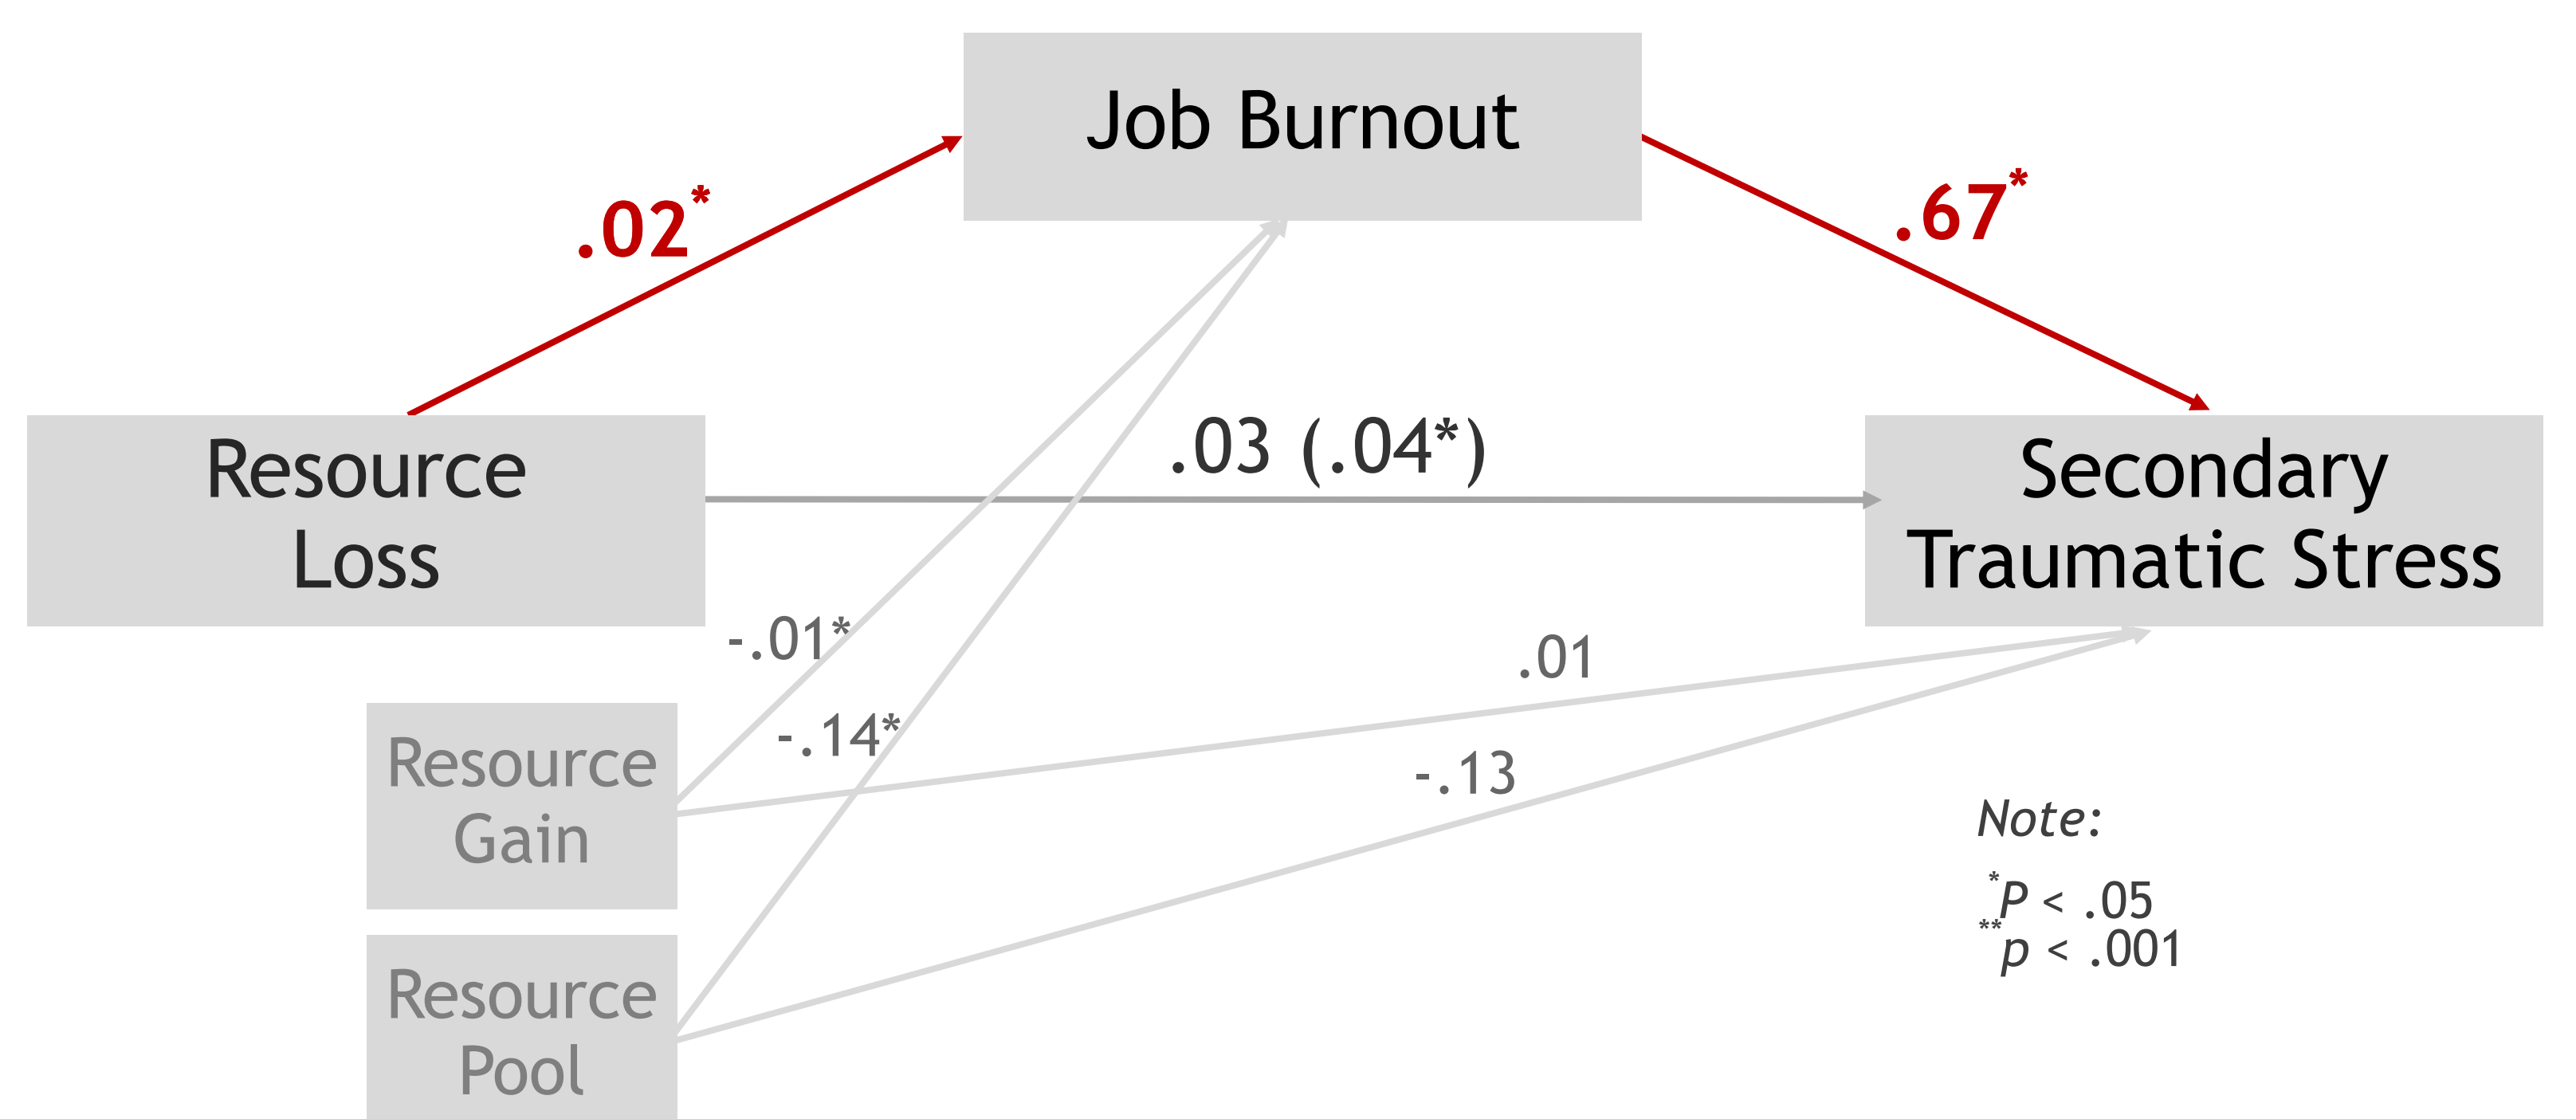 Job Burnout
.02*
.67*
Resource
Loss
.03 (.04*)
Secondary
Traumatic Stress
-.01*
.01
-.14*
-.13
Resource
Gain
Resource
Pool
Note:
*P < .05
**p < .001